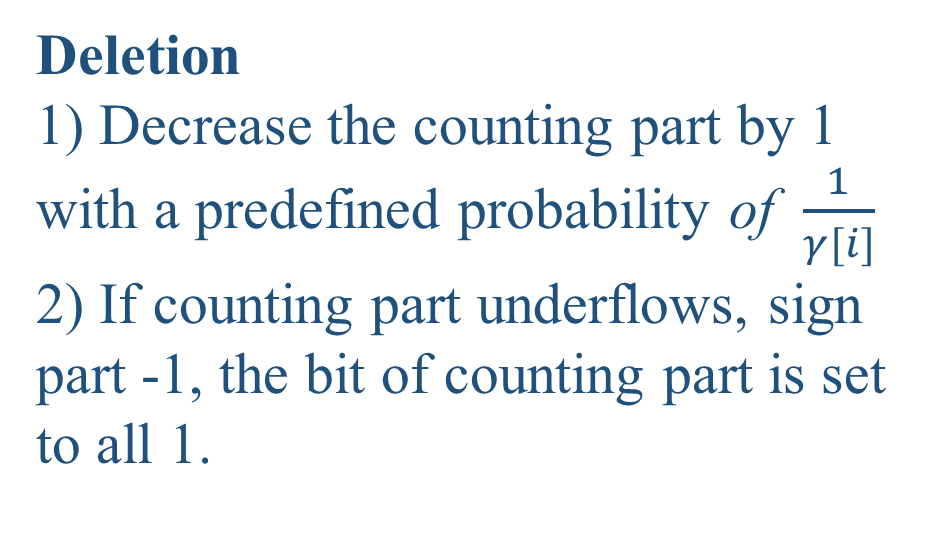 Deletion
1) Decrease the counting part by 1
with a predefined probability of \frac{1}{γ[i]}
2) If counting part underflows, sign
part -1, the bit of counting part is set
to all 1.